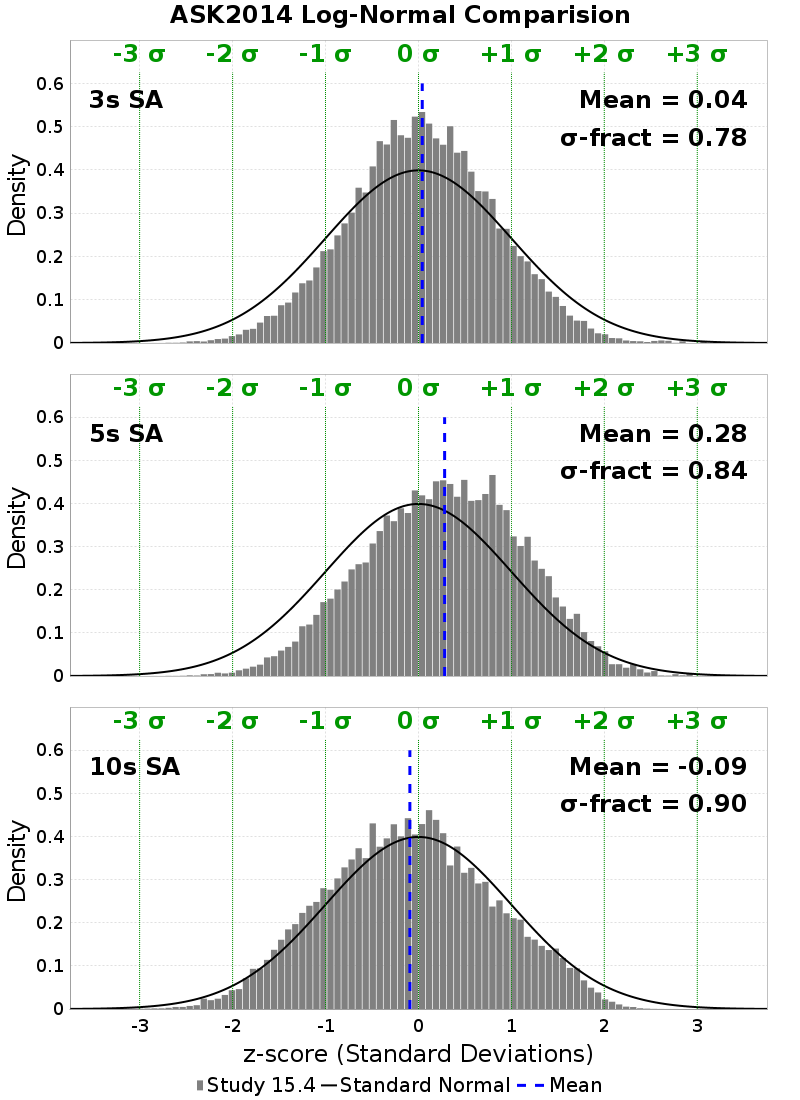 ASK2014 Log-Normal Comparision
-3 σ -2 σ -1 σ 0 σ +1 σ +2 σ +3 σ
3s SA
Mean = 0.04
σ-fract = 0.78
Density
0.6
0.5
0.4
0.3
0.2
0.1
0
-3 σ -2 σ -1 σ 0 σ +1 σ +2 σ +3 σ
5s SA
Mean = 0.28
σ-fract = 0.84
Density
0.6
0.5
0.4
0.3
0.2
0.1
0
-3 σ -2 σ -1 σ 0 σ +1 σ +2 σ +3 σ
10s SA
Mean = -0.09
σ-fract = 0.90
Density
0.6
0.5
0.4
0.3
0.2
0.1
0
-3 -2 -1 0 1 2 3
z-score (Standard Deviations)
Study 15.4 Standard Normal Mean